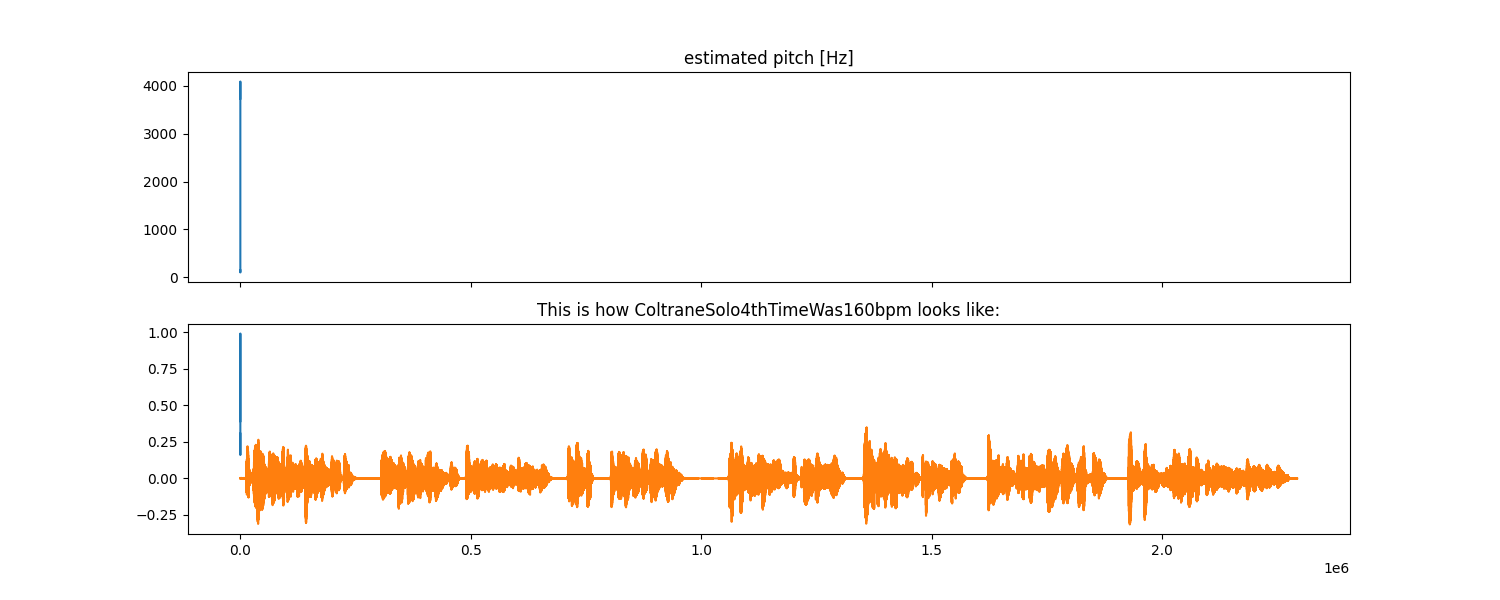 estimated pitch [Hz]
4000
3000
2000
1000
0
This is how ColtraneSolo4thTimeWas160bpm looks like:
1.00
0.75
0.50
0.25
0.00
−0.25
0.0 0.5 1.0 1.5 2.0
1e6